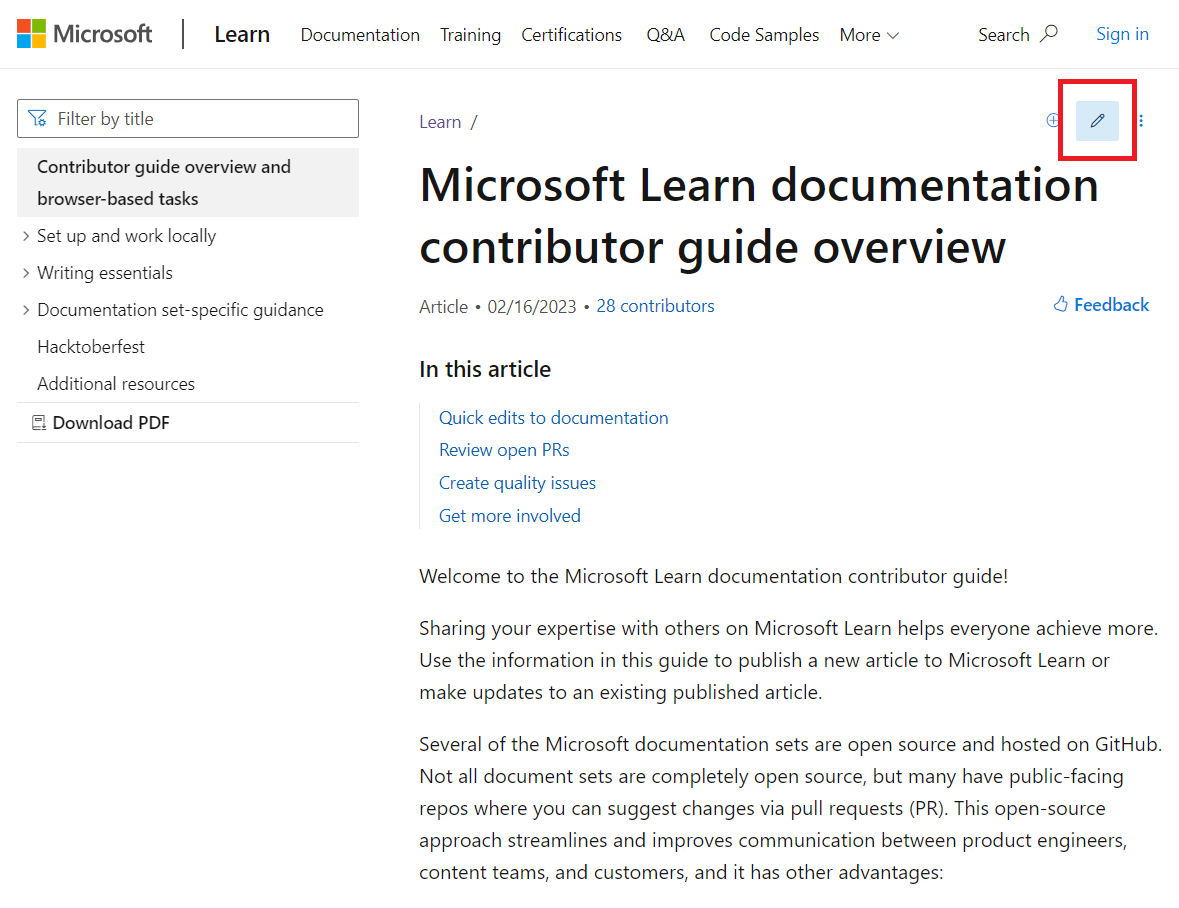 Microsoft
Learn
Documentation
Training
Certifications
Q&A
Code Samples
More
Search
Sign in
Filter by title
Contributor guide overview and
browser-based tasks
Set up and work locally
Writing essentials
Documentation set-specific guidance
Hacktoberfest
Additional resources
Download PDF
Learn /
Microsoft Learn documentation
contributor guide overview
Article • 02/16/2023 • 28 contributors
Feedback
In this article
Quick edits to documentation
Review open PRs
Create quality issues
Get more involved
Welcome to the Microsoft Learn documentation contributor guide!
Sharing your expertise with others on Microsoft Learn helps everyone achieve more.
Use the information in this guide to publish a new article to Microsoft Learn or
make updates to an existing published article.
Several of the Microsoft documentation sets are open source and hosted on GitHub.
Not all document sets are completely open source, but many have public-facing
repos where you can suggest changes via pull requests (PR). This open-source
approach streamlines and improves communication between product engineers,
content teams, and customers, and it has other advantages: